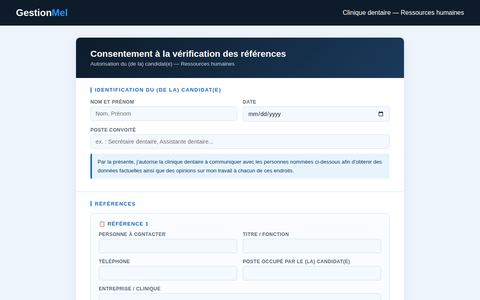 GestionMel
Clinique dentaire — Ressources humaines
Consentement à la vérification des références
Autorisation du (de la) candidat(e) — Ressources humaines
IDENTIFICATION DU (DE LA) CANDIDAT(E)
NOM ET PRÉNOM
DATE
Nom, Prénom
mm/dd/yyyy
POSTE CONVOITÉ
ex. : Secrétaire dentaire, Assistante dentaire...
Par la présente, j'autorise la clinique dentaire à communiquer avec les personnes nommées ci-dessous afin d'obtenir des
données factuelles ainsi que des opinions sur mon travail à chacun de ces endroits.
RÉFÉRENCES
RÉFÉRENCE 1
PERSONNE À CONTACTER
TITRE / FONCTION
TÉLÉPHONE
POSTE OCCUPÉ PAR LE (LA) CANDIDAT(E)
ENTREPRISE / CLINIQUE